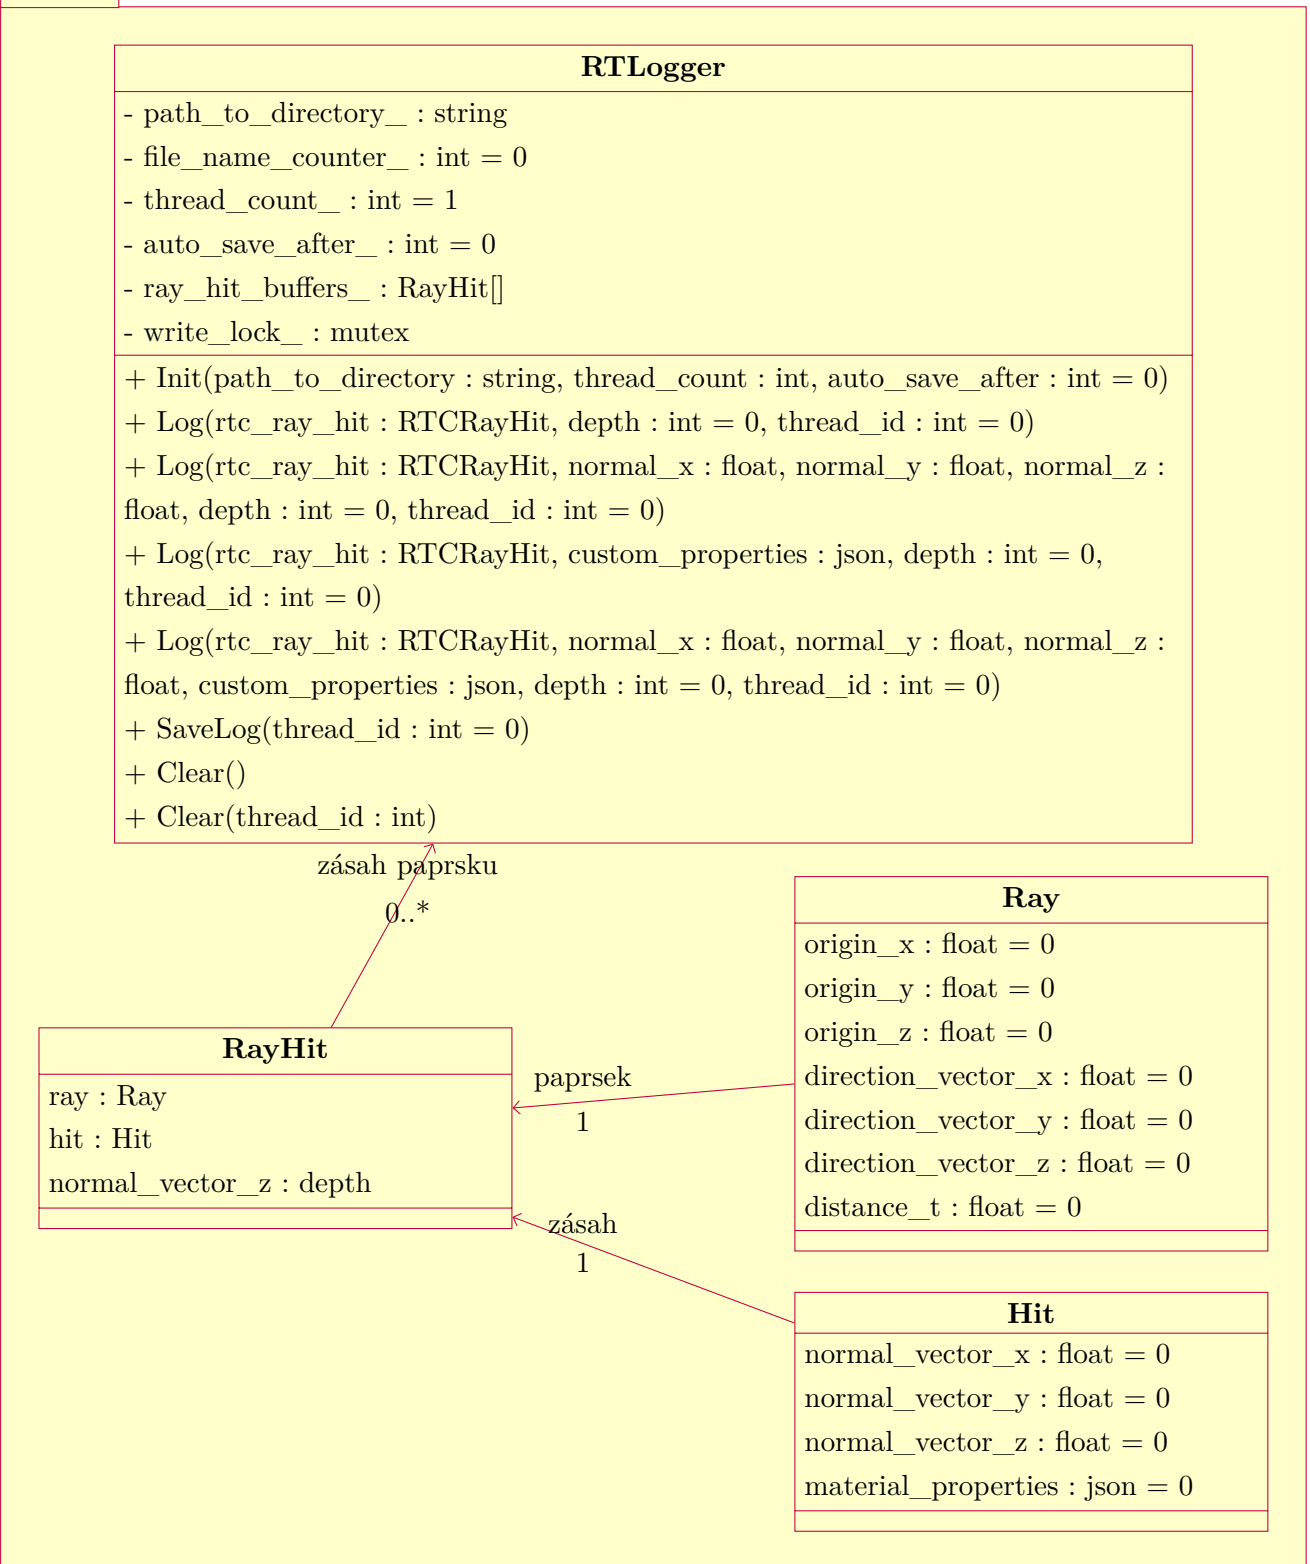 RTLogger
- path_to_directory_ : string
- file_name_counter_ : int = 0
- thread_count_ : int = 1
- auto_save_after_ : int = 0
- ray_hit_buffers_ : RayHit[]
- write_lock_ : mutex
+ Init(path_to_directory : string, thread_count : int, auto_save_after : int = 0)
+ Log(rtc_ray_hit : RTCRayHit, depth : int = 0, thread_id : int = 0)
+ Log(rtc_ray_hit : RTCRayHit, normal_x : float, normal_y : float, normal_z :
float, depth : int = 0, thread_id : int = 0)
+ Log(rtc_ray_hit : RTCRayHit, custom_properties : json, depth : int = 0,
thread_id : int = 0)
+ Log(rtc_ray_hit : RTCRayHit, normal_x : float, normal_y : float, normal_z :
float, custom_properties : json, depth : int = 0, thread_id : int = 0)
+ SaveLog(thread_id : int = 0)
+ Clear()
+ Clear(thread_id : int)
zásah paprsku
0..*
RayHit
ray : Ray
hit : Hit
normal_vector_z : depth
paprsek
1
zásah
1
Ray
origin_x : float = 0
origin_y : float = 0
origin_z : float = 0
direction_vector_x : float = 0
direction_vector_y : float = 0
direction_vector_z : float = 0
distance_t : float = 0
Hit
normal_vector_x : float = 0
normal_vector_y : float = 0
normal_vector_z : float = 0
material_properties : json = 0